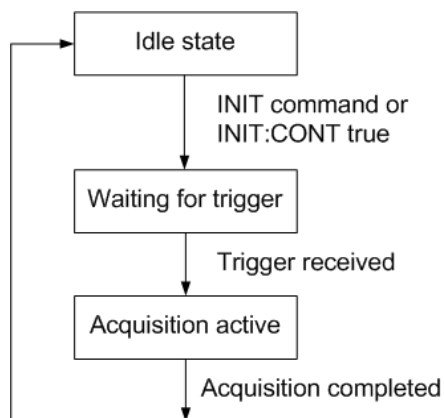 Idle state
INIT command or
INIT:CONT true
Waiting for trigger
Trigger received
Acquisition active
Acquisition completed